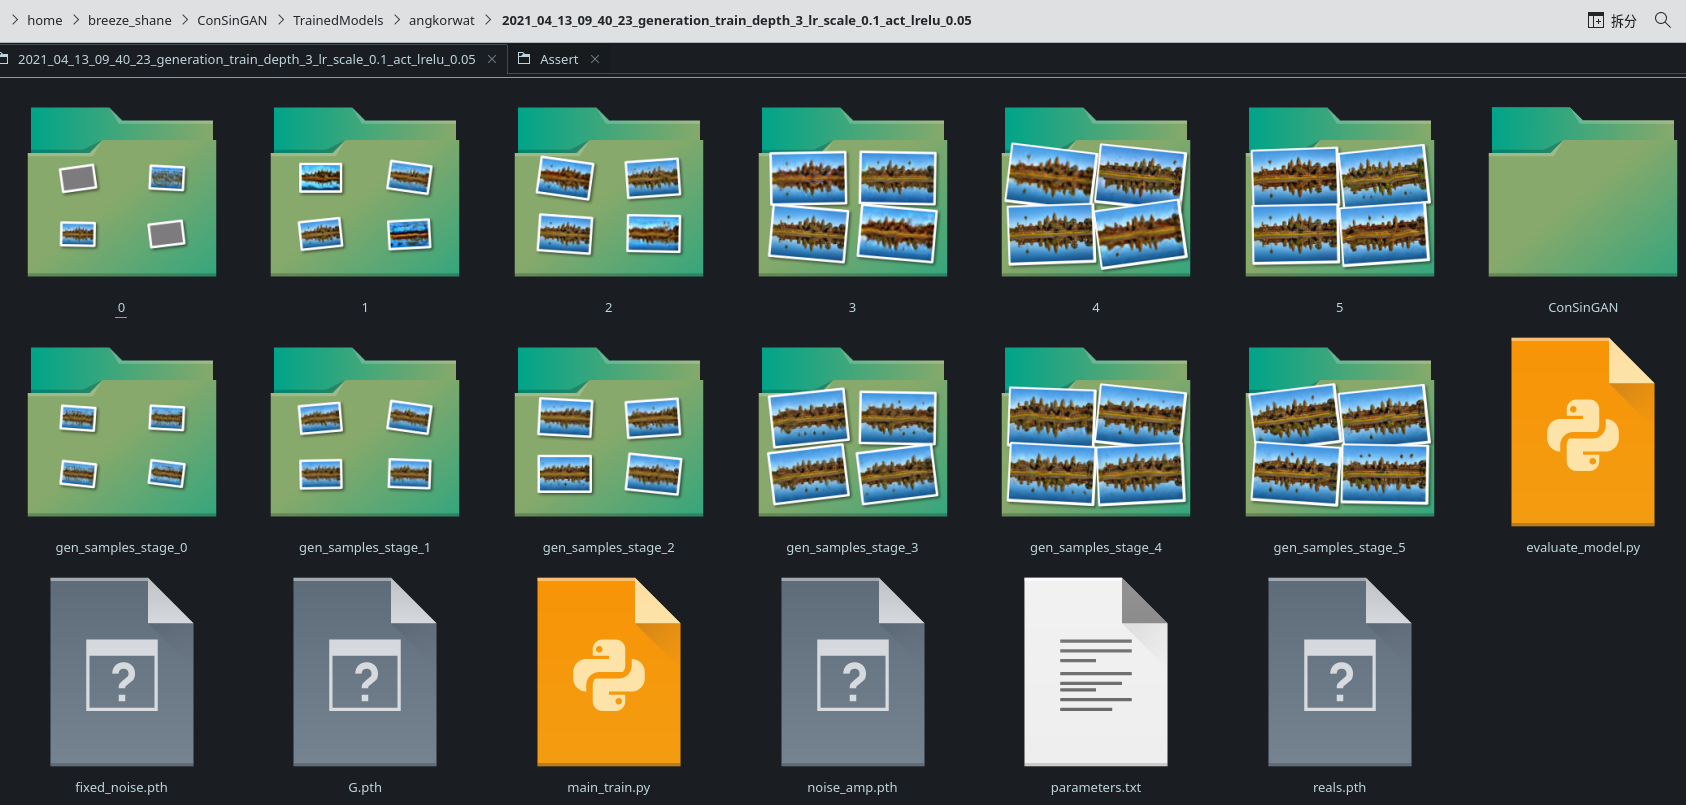 home breeze_shane ConSinGAN TrainedModels angkorwat 2021_04_13_09_40_23_generation_train_depth_3_lr_scale_0.1_act_lrelu_0.05 拆分
2021_04_13_09_40_23_generation_train_depth_3_lr_scale_0.1_act_lrelu_0.05 Assert
0 1 2 3 4 5 ConSinGAN
gen_samples_stage_0 gen_samples_stage_1 gen_samples_stage_2 gen_samples_stage_3 gen_samples_stage_4 gen_samples_stage_5 evaluate_model.py
fixed_noise.pth G.pth main_train.py noise_amp.pth parameters.txt reals.pth